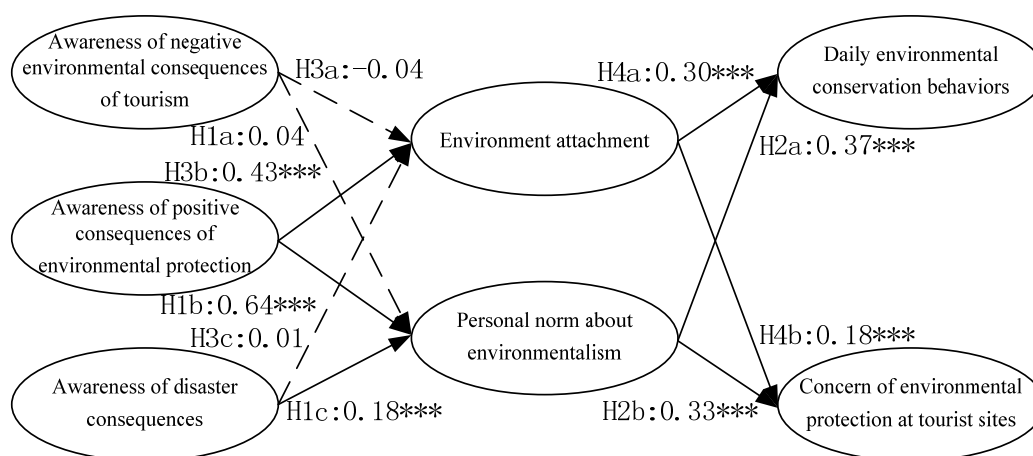 Awareness of negative
environmental consequences
of tourism
H3a:-0.04
H4a:0.30***
Daily environmental
conservation behaviors
H1a:0.04
Environment attachment
H2a:0.37***
H3b:0.43***
Awareness of positive
consequences of
environmental protection
H1b:0.64***
Personal norm about
environmentalism
H3c:0.01
H4b:0.18***
Awareness of disaster
consequences
H1c:0.18***
H2b:0.33***
Concern of environmental
protection at tourist sites